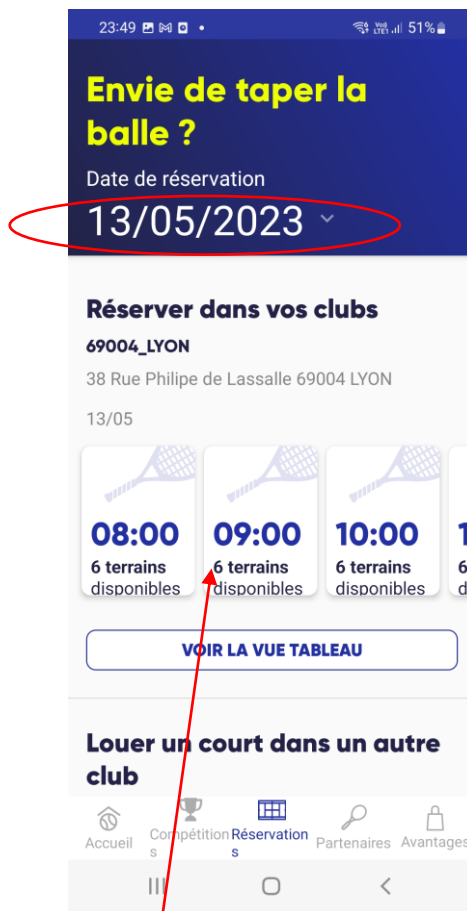 23:49 51%
Envie de taper la
balle ?
Date de réservation
13/05/2023
Réserver dans vos clubs
69004_LYON
38 Rue Philipe de Lassalle 69004 LYON
13/05
08:00 09:00 10:00 1
6 terrains 6 terrains 6 terrains 6
disponibles disponibles disponibles d
VOIR LA VUE TABLEAU
Louer un court dans un autre
club
Accueil Compétition Réservation Partenaires Avantages
s s